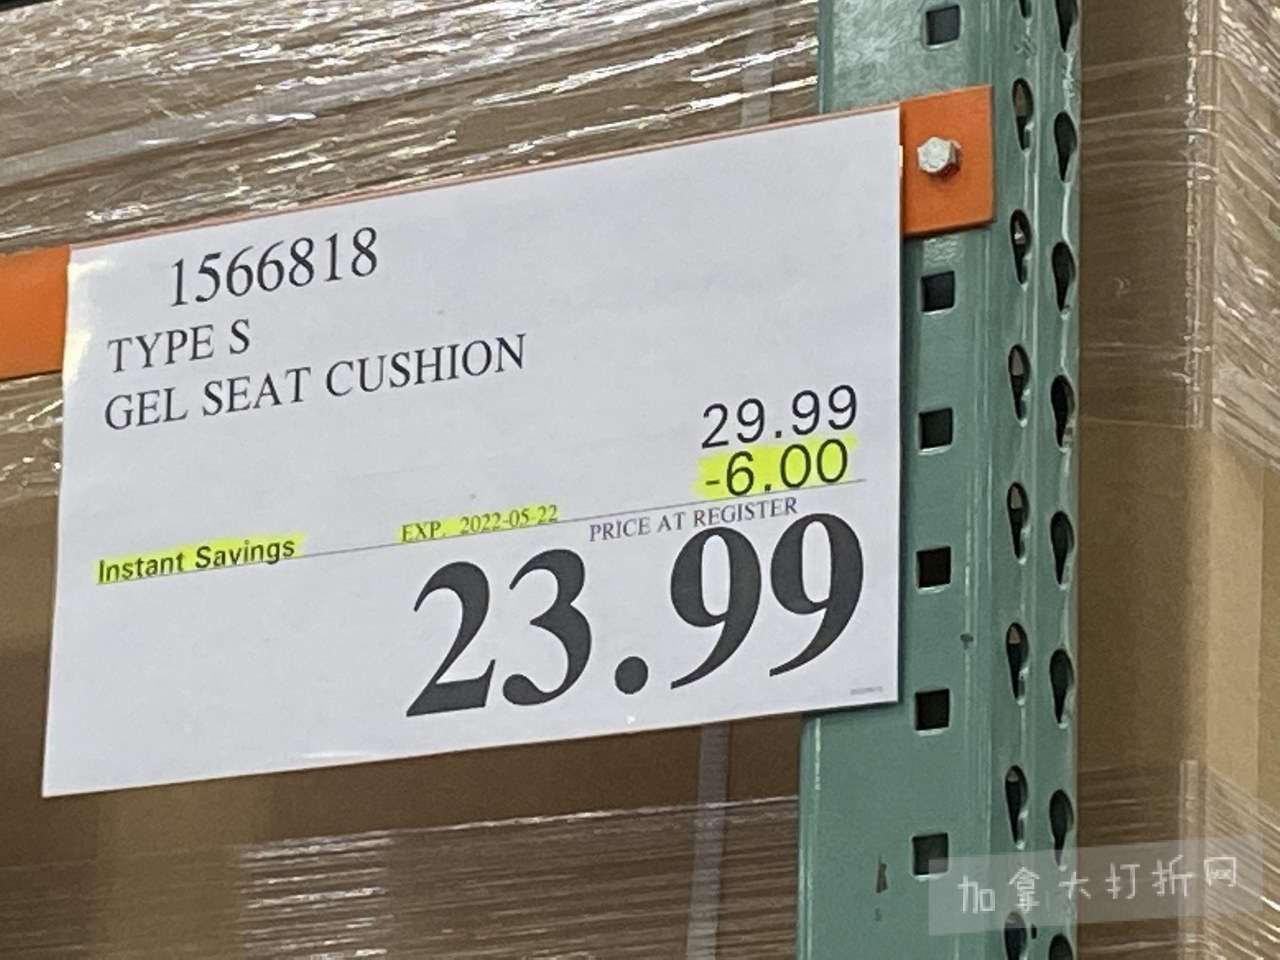 1566818
TYPE S
GEL SEAT CUSHION
29.99
-6.00
Instant Savings
EXP. 2022-05-22
PRICE AT REGISTER
23.99
加拿大打折网